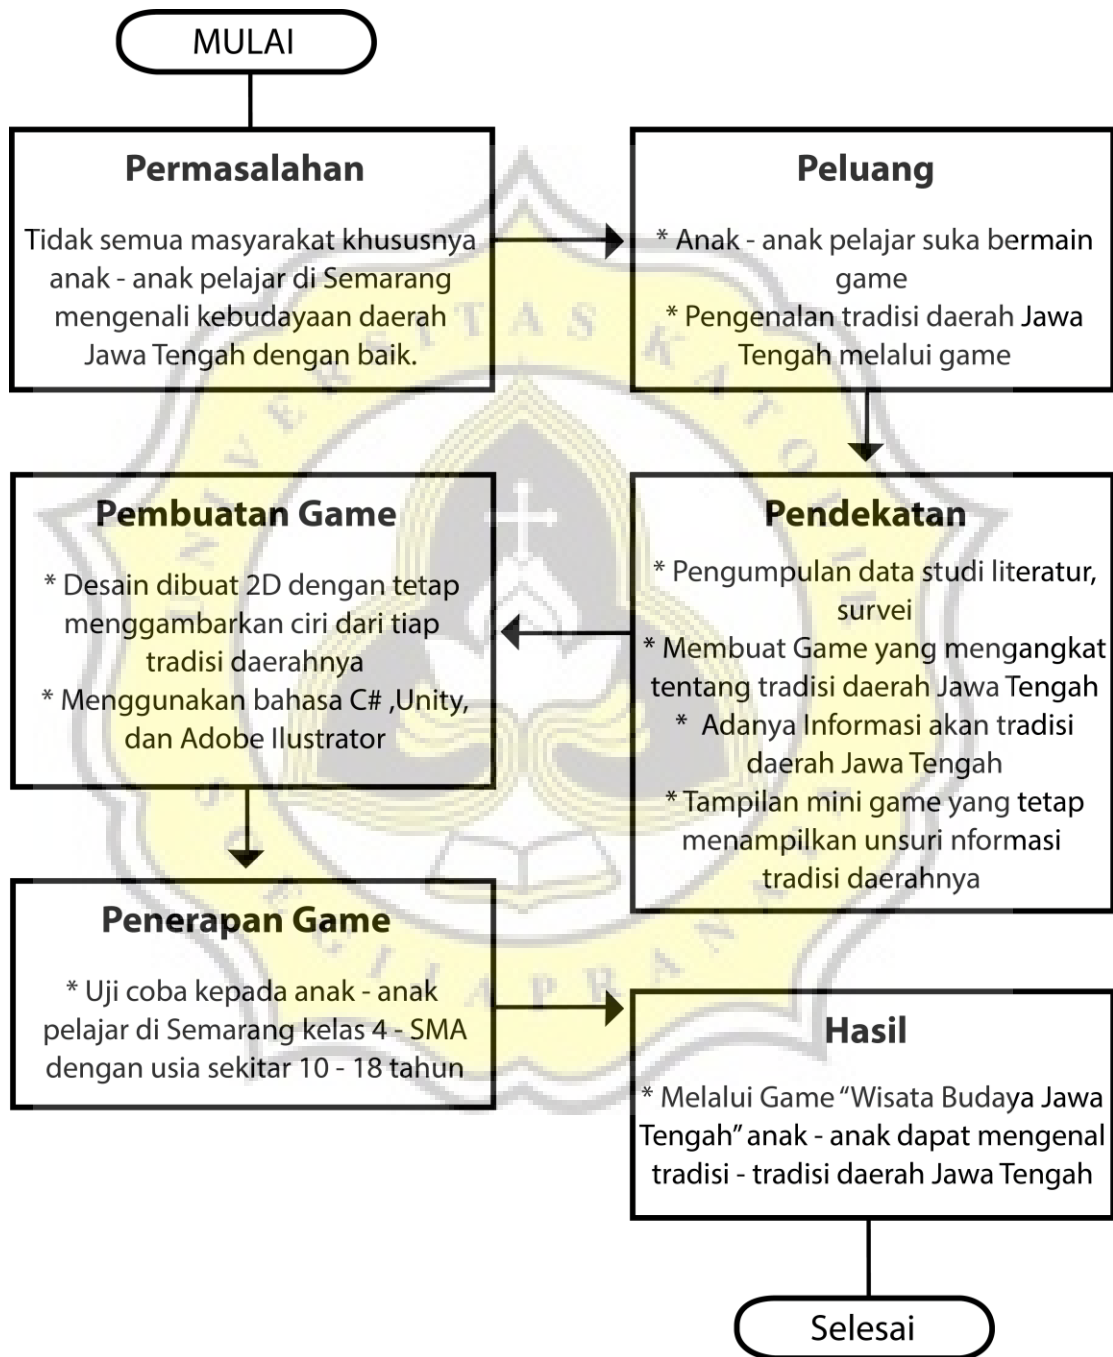 MULAI
Permasalahan
Tidak semua masyarakat khususnya
anak - anak pelajar di Semarang
mengenali kebudayaan daerah
Jawa Tengah dengan baik.
Peluang
* Anak - anak pelajar suka bermain
game
* Pengenalan tradisi daerah Jawa
Tengah melalui game
Pendekatan
* Pengumpulan data studi literatur,
survei
* Membuat Game yang mengangkat
tentang tradisi daerah Jawa Tengah
* Adanya Informasi akan tradisi
daerah Jawa Tengah
* Tampilan mini game yang tetap
menampilkan unsuri nformasi
tradisi daerahnya
Pembuatan Game
* Desain dibuat 2D dengan tetap
menggambarkan ciri dari tiap
tradisi daerahnya
* Menggunakan bahasa C# ,Unity,
dan Adobe Ilustrator
Penerapan Game
* Uji coba kepada anak - anak
pelajar di Semarang kelas 4 - SMA
dengan usia sekitar 10 - 18 tahun
Hasil
* Melalui Game “Wisata Budaya Jawa
Tengah” anak - anak dapat mengenal
tradisi - tradisi daerah Jawa Tengah
Selesai
UNIVERSITAS KATOLIK
SOEGIJAPRANATA